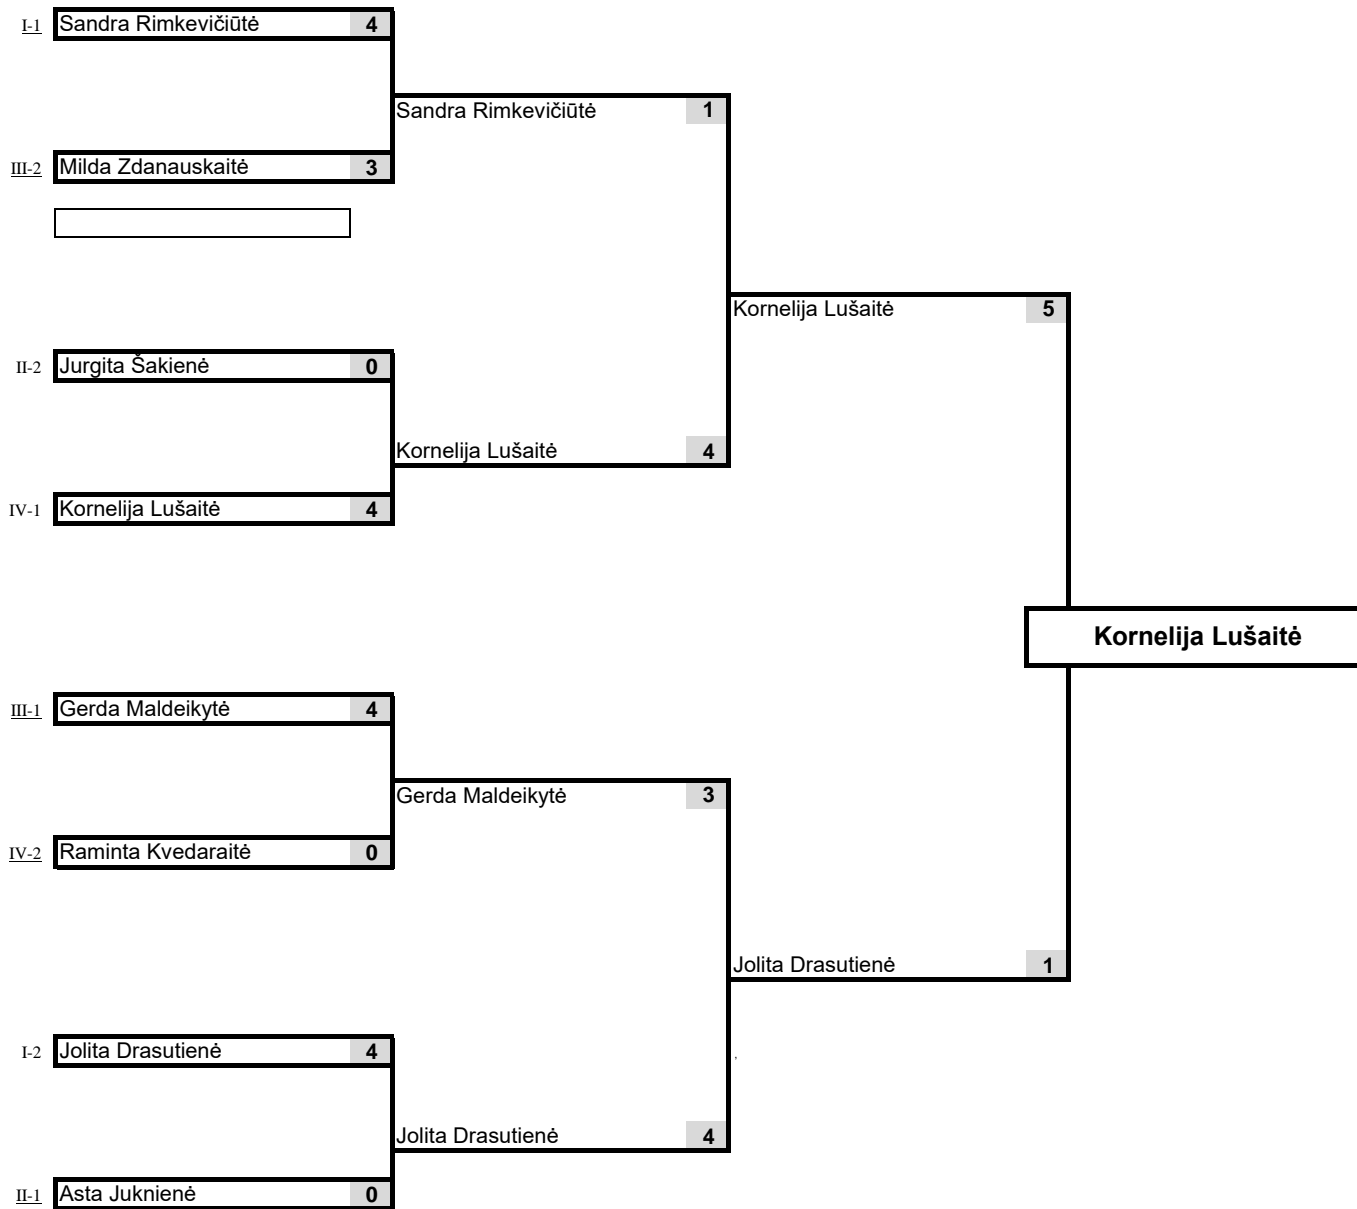 I-1 Sandra Rimkevičiūtė 4
Sandra Rimkevičiūtė 1
III-2 Milda Zdanauskaitė 3
Kornelija Lušaitė 5
II-2 Jurgita Šakienė 0
Kornelija Lušaitė 4
IV-1 Kornelija Lušaitė 4
Kornelija Lušaitė
III-1 Gerda Maldeikytė 4
Gerda Maldeikytė 3
IV-2 Raminta Kvedaraitė 0
Jolita Drasutienė 1
I-2 Jolita Drasutienė 4
,
Jolita Drasutienė 4
II-1 Asta Juknienė 0